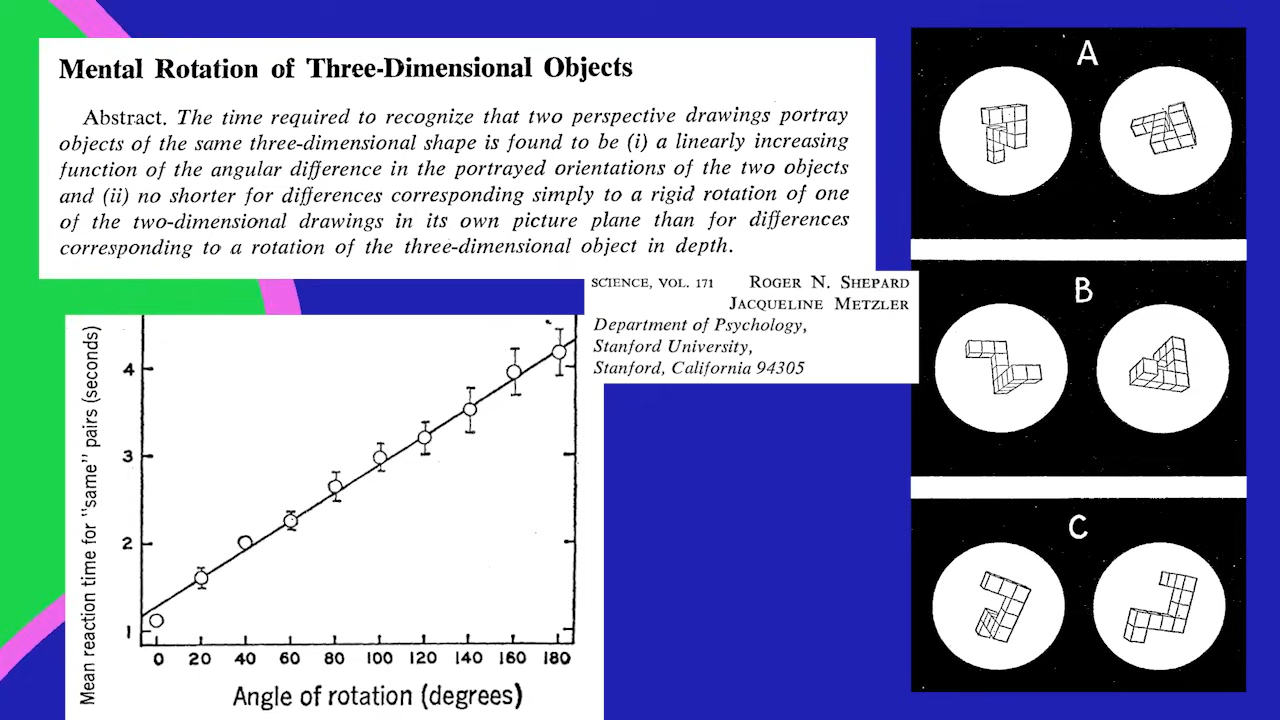 Mental Rotation of Three-Dimensional Objects
Abstract. The time required to recognize that two perspective drawings portray
objects of the same three-dimensional shape is found to be (i) a linearly increasing
function of the angular difference in the portrayed orientations of the two objects
and (ii) no shorter for differences corresponding simply to a rigid rotation of one
of the two-dimensional drawings in its own picture plane than for differences
corresponding to a rotation of the three-dimensional object in depth.
SCIENCE, VOL. 171 ROGER N. SHEPARD
JACQUELINE METZLER
Department of Psychology,
Stanford University,
Stanford, California 94305
Mean reaction time for "same" pairs (seconds)
4
3
2
1
0 20 40 60 80 100 120 140 160 180
Angle of rotation (degrees)
A
B
C